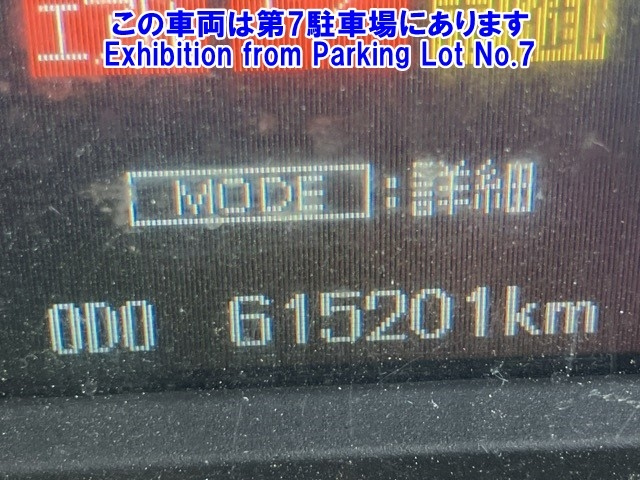 この車両は第7駐車場にあります
Exhibition from Parking Lot No.7
MODE :詳細
ODO 615201km